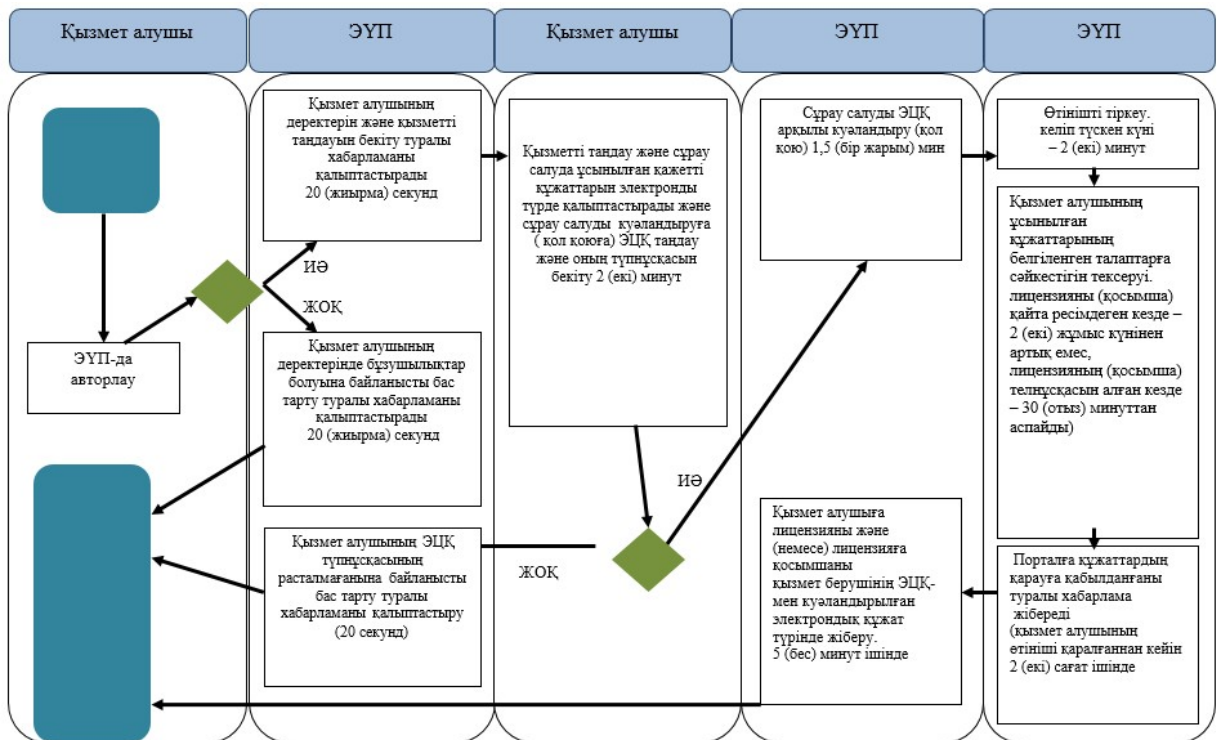 Қызмет алушы
ЭҮП
Қызмет алушы
ЭҮП
ЭҮП
ЭҮП-да
авторлау
Қызмет алушының
деректерін және қызметті
таңдауын бекіту туралы
хабарламаны
қалыптастырады
20 (жиырма) секунд
ИӘ
ЖОҚ
Қызмет алушының
деректерінде бұзушылықтар
болуына байланысты бас
тарту туралы хабарламаны
қалыптастырады
20 (жиырма) секунд
Қызмет алушының ЭЦҚ
түпнұсқасының
расталмағанына байланысты
бас тарту туралы
хабарламаны қалыптастыру
(20 секунд)
Қызметті таңдау және сұрау
салуда ұсынылған қажетті
құжаттарын электронды
түрде қалыптастырады және
сұрау салуды куәландыруға
( қол қоюға) ЭЦҚ таңдау
және оның түпнұсқасын
бекіту 2 (екі) минут
ИӘ
ЖОҚ
Сұрау салуды ЭЦҚ
арқылы куәландыру (қол
қою) 1,5 (бір жарым) мин
Қызмет алушыға
лицензияны және
(немесе) лицензияға
қосымшаны
қызмет берушінің ЭЦҚ-
мен куәландырылған
электрондық құжат
түрінде жіберу.
5 (бес) минут ішінде
Өтінішті тіркеу.
келіп түскен күні
– 2 (екі) минут
Қызмет алушының
ұсынылған
құжаттарының
белгіленген талаптарға
сәйкестігін тексеруі.
лицензияны (қосымша)
қайта ресімдеген кезде –
2 (екі) жұмыс күнінен
артық емес,
лицензияның (қосымша)
телнұсқасын алған кезде
– 30 (отыз) минуттан
аспайды)
Порталға құжаттардың
қарауға қабылданғаны
туралы хабарлама
жібереді
(қызмет алушының
өтініші қаралғаннан кейін
2 (екі) сағат ішінде